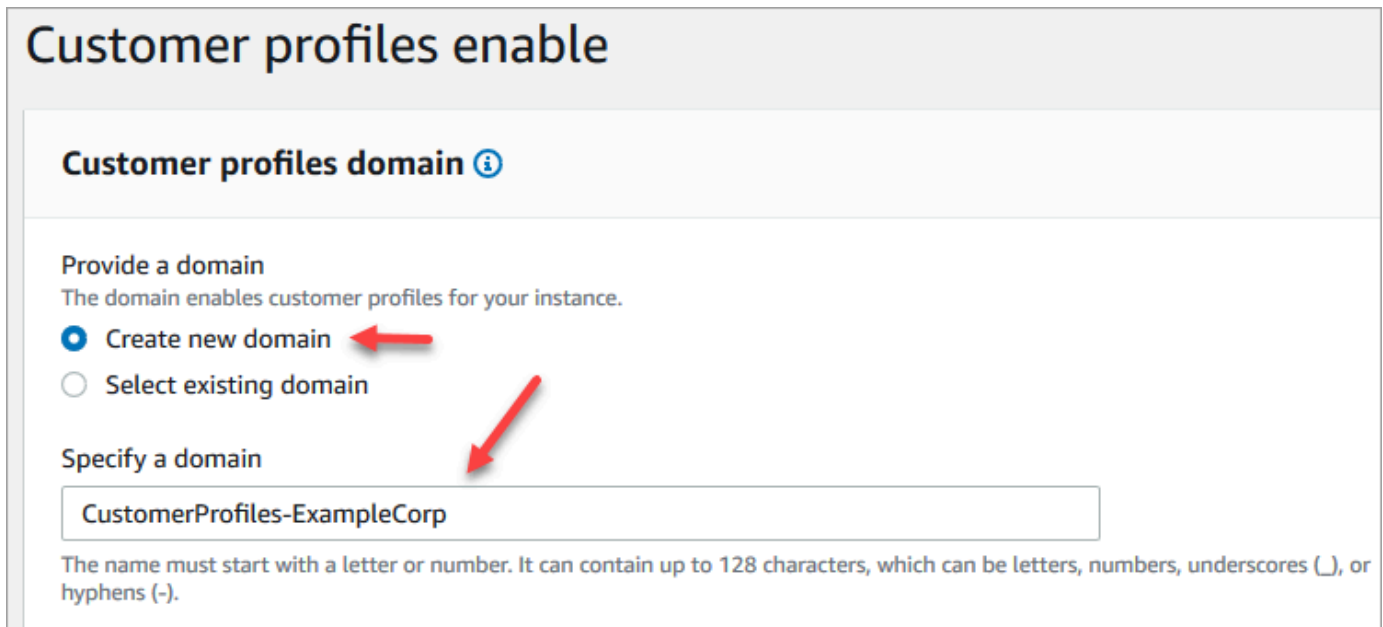 Customer profiles enable
Customer profiles domain
Provide a domain
The domain enables customer profiles for your instance.
Create new domain
Select existing domain
Specify a domain
CustomerProfiles-ExampleCorp
The name must start with a letter or number. It can contain up to 128 characters, which can be letters, numbers, underscores (_), or
hyphens (-).